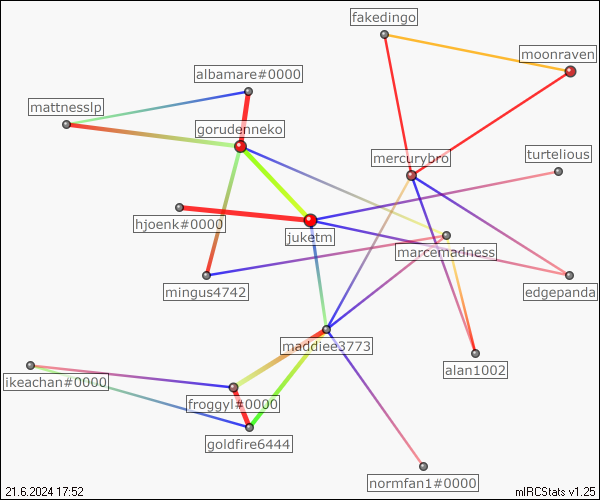 fakedingo
moonraven
albamare#0000
mattnesslp
gorudenneko
mercurybro
turtelious
hjoenk#0000
juketm
marcemadness
mingus4742
edgepanda
maddiee3773
alan1002
ikeachan#0000
froggyl#0000
goldfire6444
normfan1#0000
21.6.2024 17:52
mIRCStats v1.25